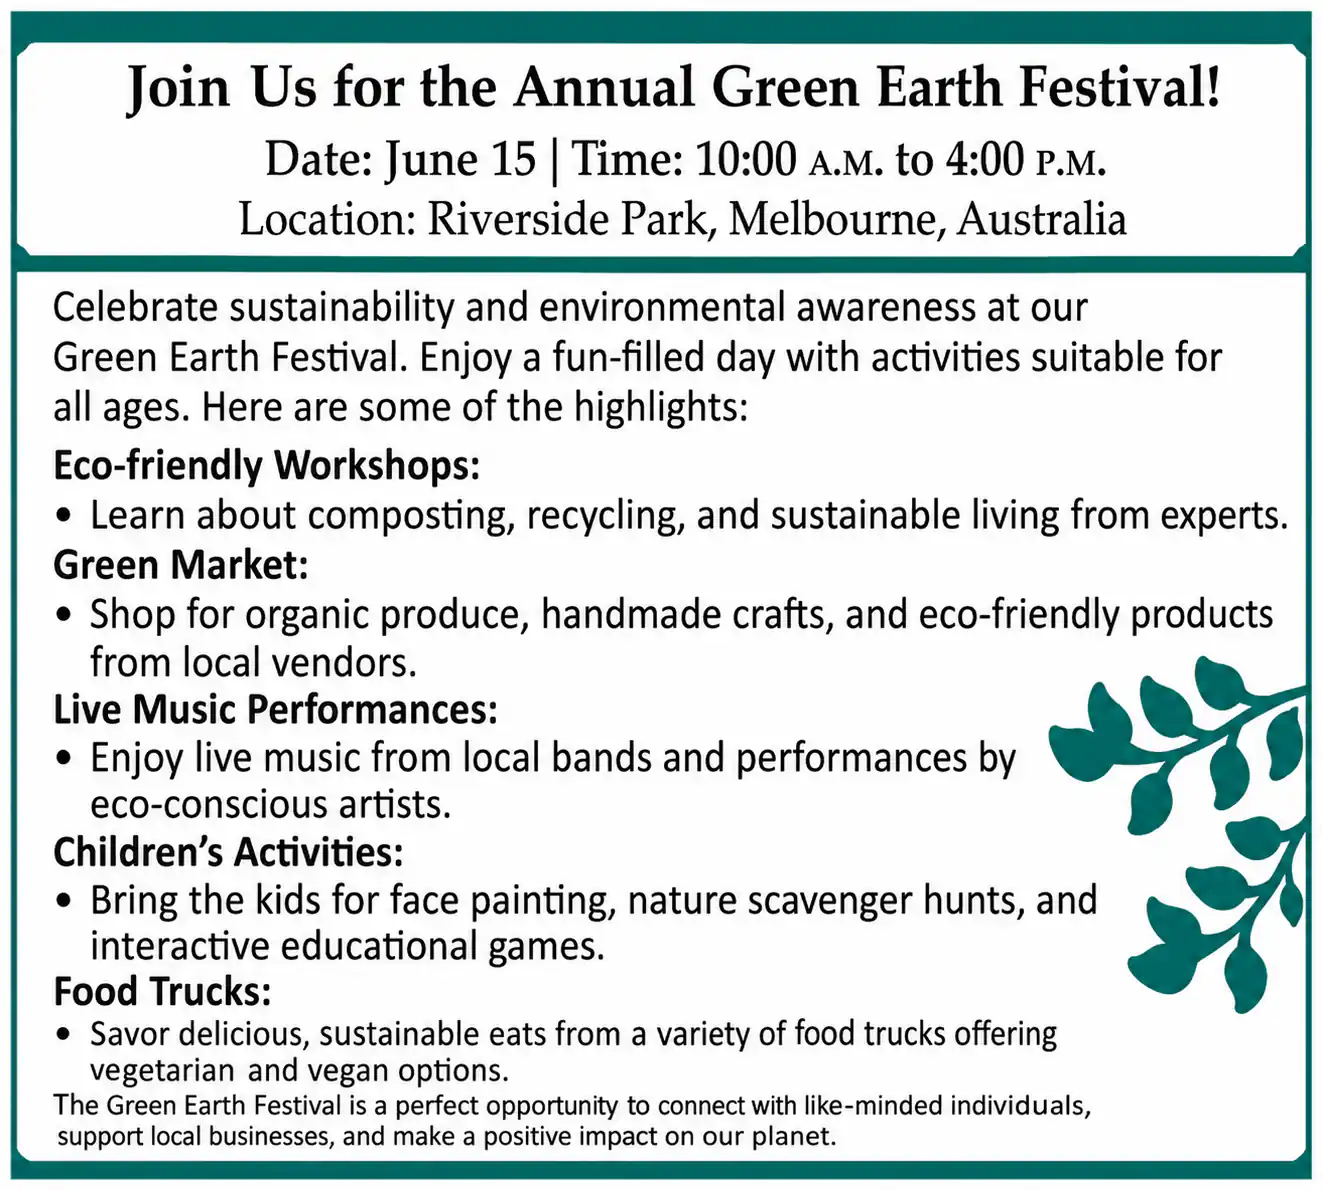 Join Us for the Annual Green Earth Festival!
Date: June 15 | Time: 10:00 A.M. to 4:00 P.M.
Location: Riverside Park, Melbourne, Australia
Celebrate sustainability and environmental awareness at our
Green Earth Festival. Enjoy a fun-filled day with activities suitable for
all ages. Here are some of the highlights:
Eco-friendly Workshops:
• Learn about composting, recycling, and sustainable living from experts.
Green Market:
• Shop for organic produce, handmade crafts, and eco-friendly products
from local vendors.
Live Music Performances:
• Enjoy live music from local bands and performances by
eco-conscious artists.
Children’s Activities:
• Bring the kids for face painting, nature scavenger hunts, and
interactive educational games.
Food Trucks:
• Savor delicious, sustainable eats from a variety of food trucks offering
vegetarian and vegan options.
The Green Earth Festival is a perfect opportunity to connect with like-minded individuals,
support local businesses, and make a positive impact on our planet.